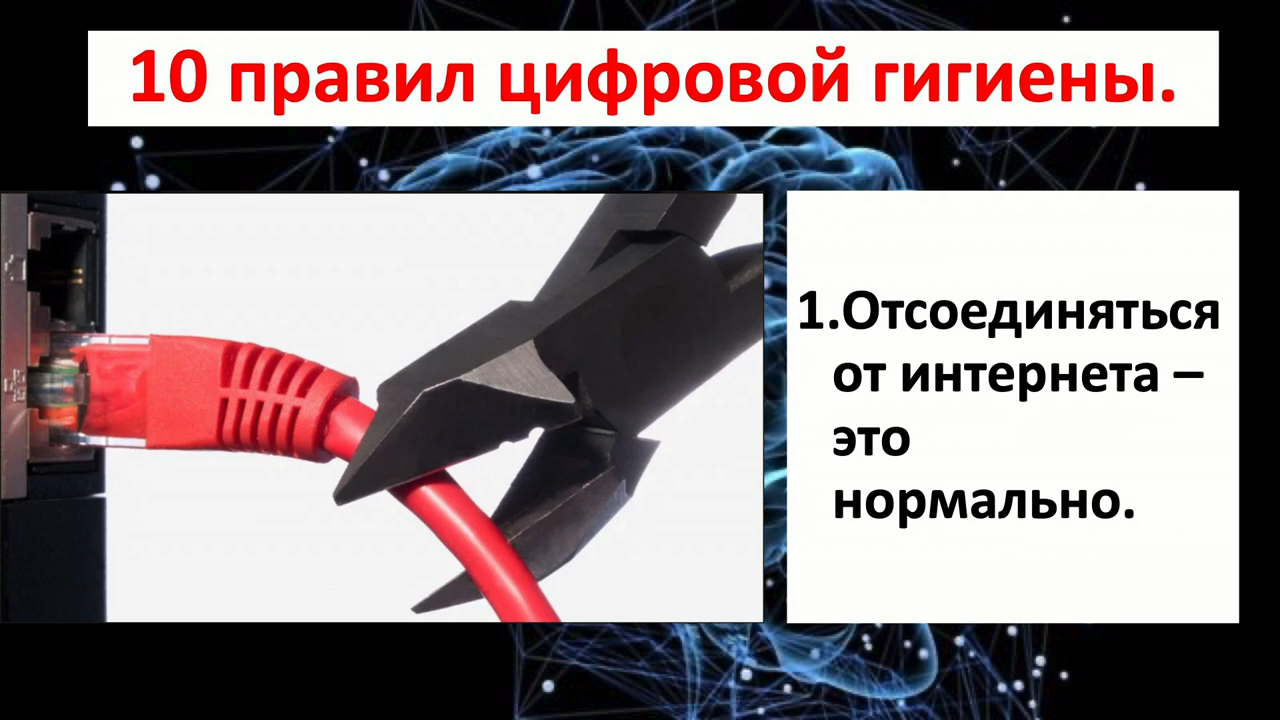 10 правил цифровой гигиены.
1.Отсоединяться
от интернета –
это
нормально.